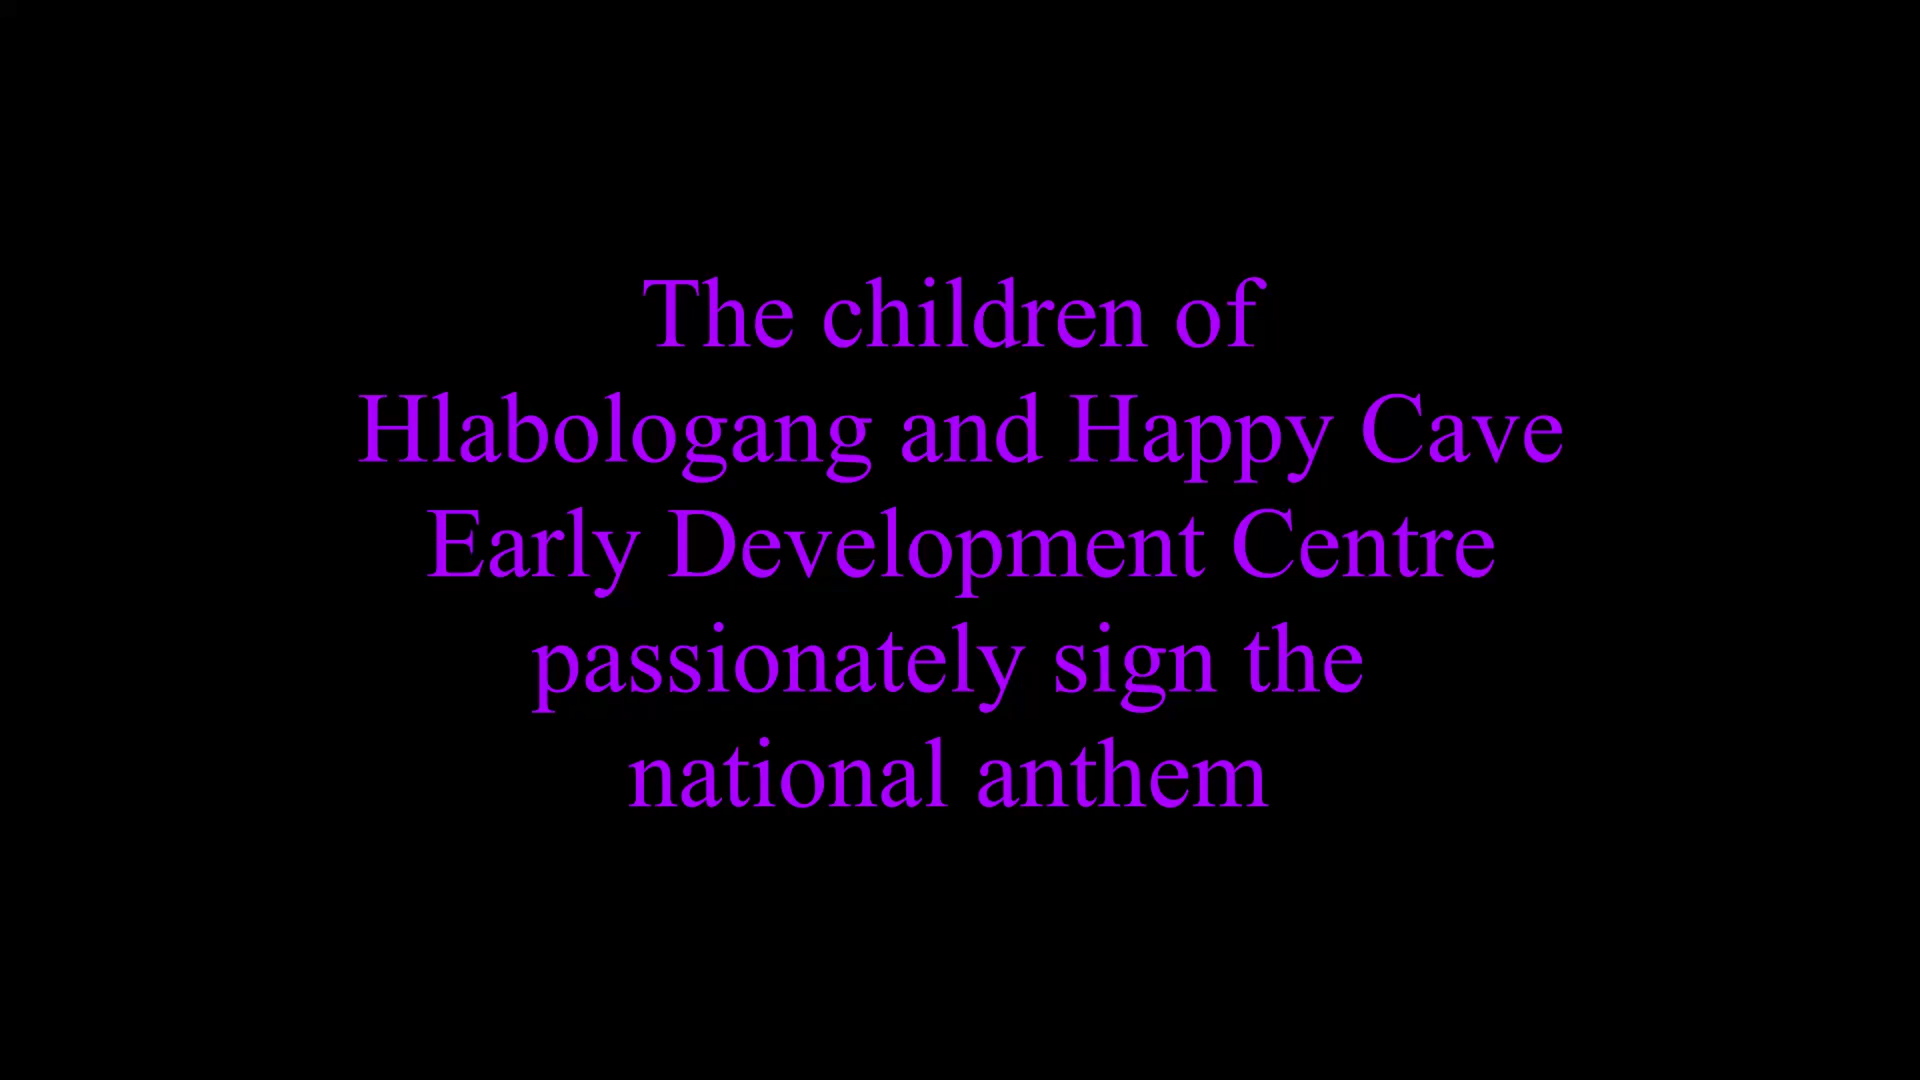 The children of
Hlabologang and Happy Cave
Early Development Centre
passionately sign the
national anthem